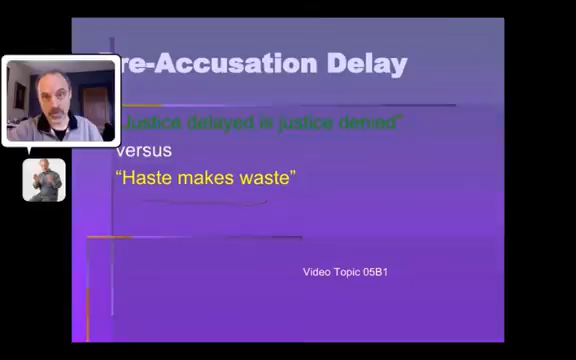 re-Accusation Delay
"Justice delayed is justice denied"
versus
"Haste makes waste"
Video Topic 05B1